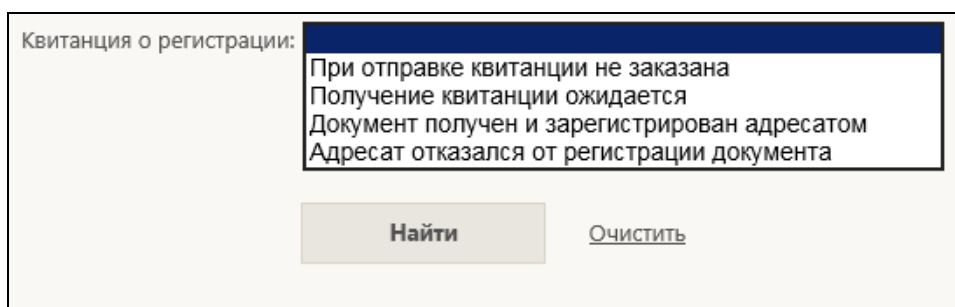 Квитанция о регистрации:
При отправке квитанции не заказана
Получение квитанции ожидается
Документ получен и зарегистрирован адресатом
Адресат отказался от регистрации документа
Найти Очистить